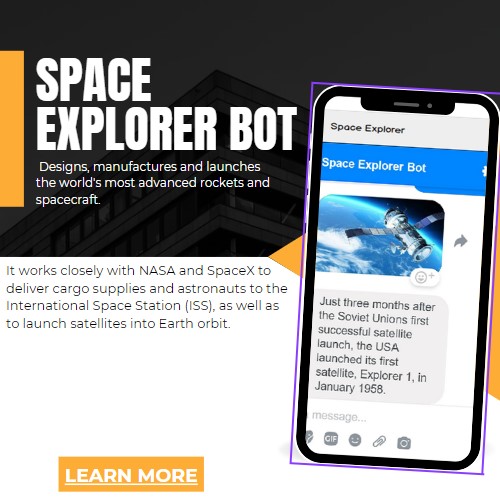 SPACE
EXPLORER BOT
Designs, manufactures and launches
the world's most advanced rockets and
spacecraft.
It works closely with NASA and SpaceX to
deliver cargo supplies and astronauts to the
International Space Station (ISS), as well as
to launch satellites into Earth orbit.
LEARN MORE
Space Explorer
Space Explorer Bot
Just three months after
the Soviet Unions first
successful satellite
launch, the USA
launched its first
satellite, Explorer 1, in
January 1958.
message...
GIF